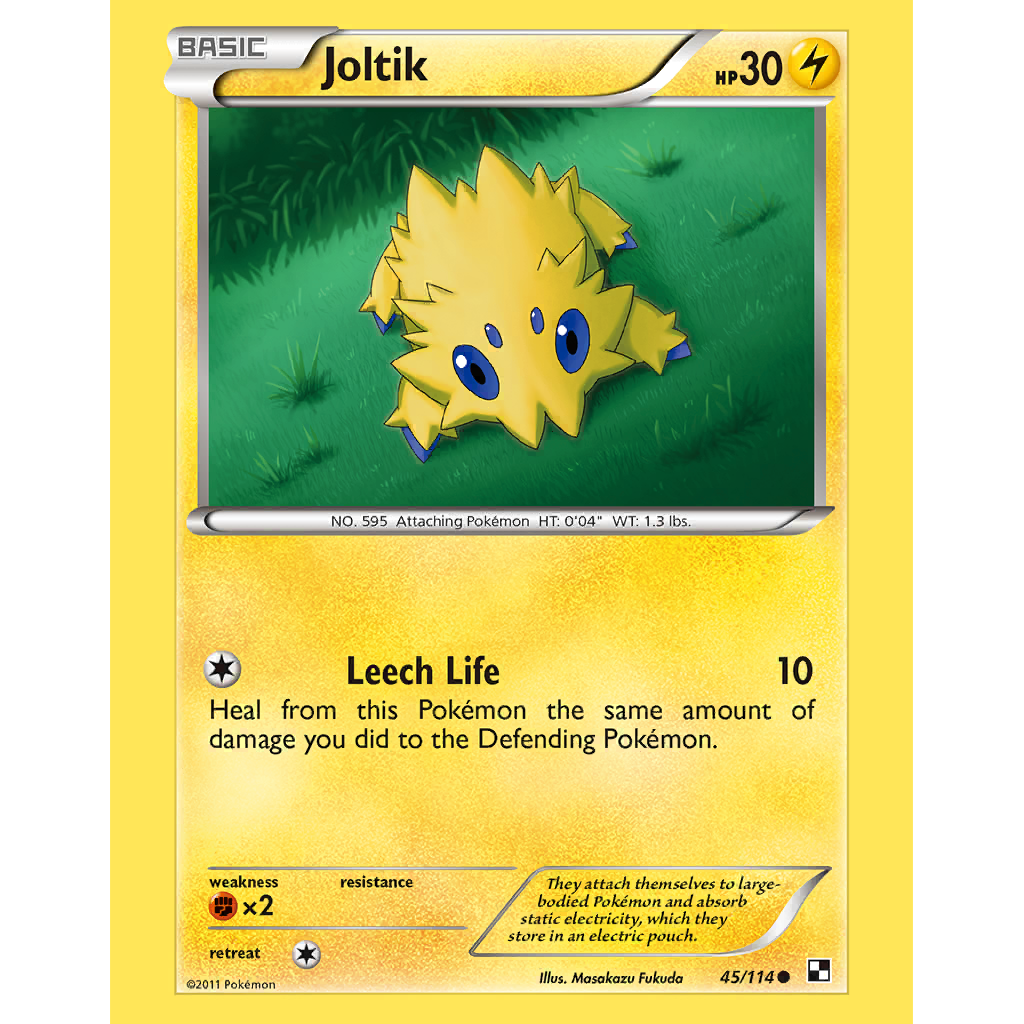 BASIC
Joltik
HP30
NO. 595 Attaching Pokémon HT: 0'04" WT: 1.3 lbs.
Leech Life 10
Heal from this Pokémon the same amount of
damage you did to the Defending Pokémon.
weakness resistance
×2
retreat
They attach themselves to large-
bodied Pokémon and absorb
static electricity, which they
store in an electric pouch.
©2011 Pokémon
Illus. Masakazu Fukuda 45/114